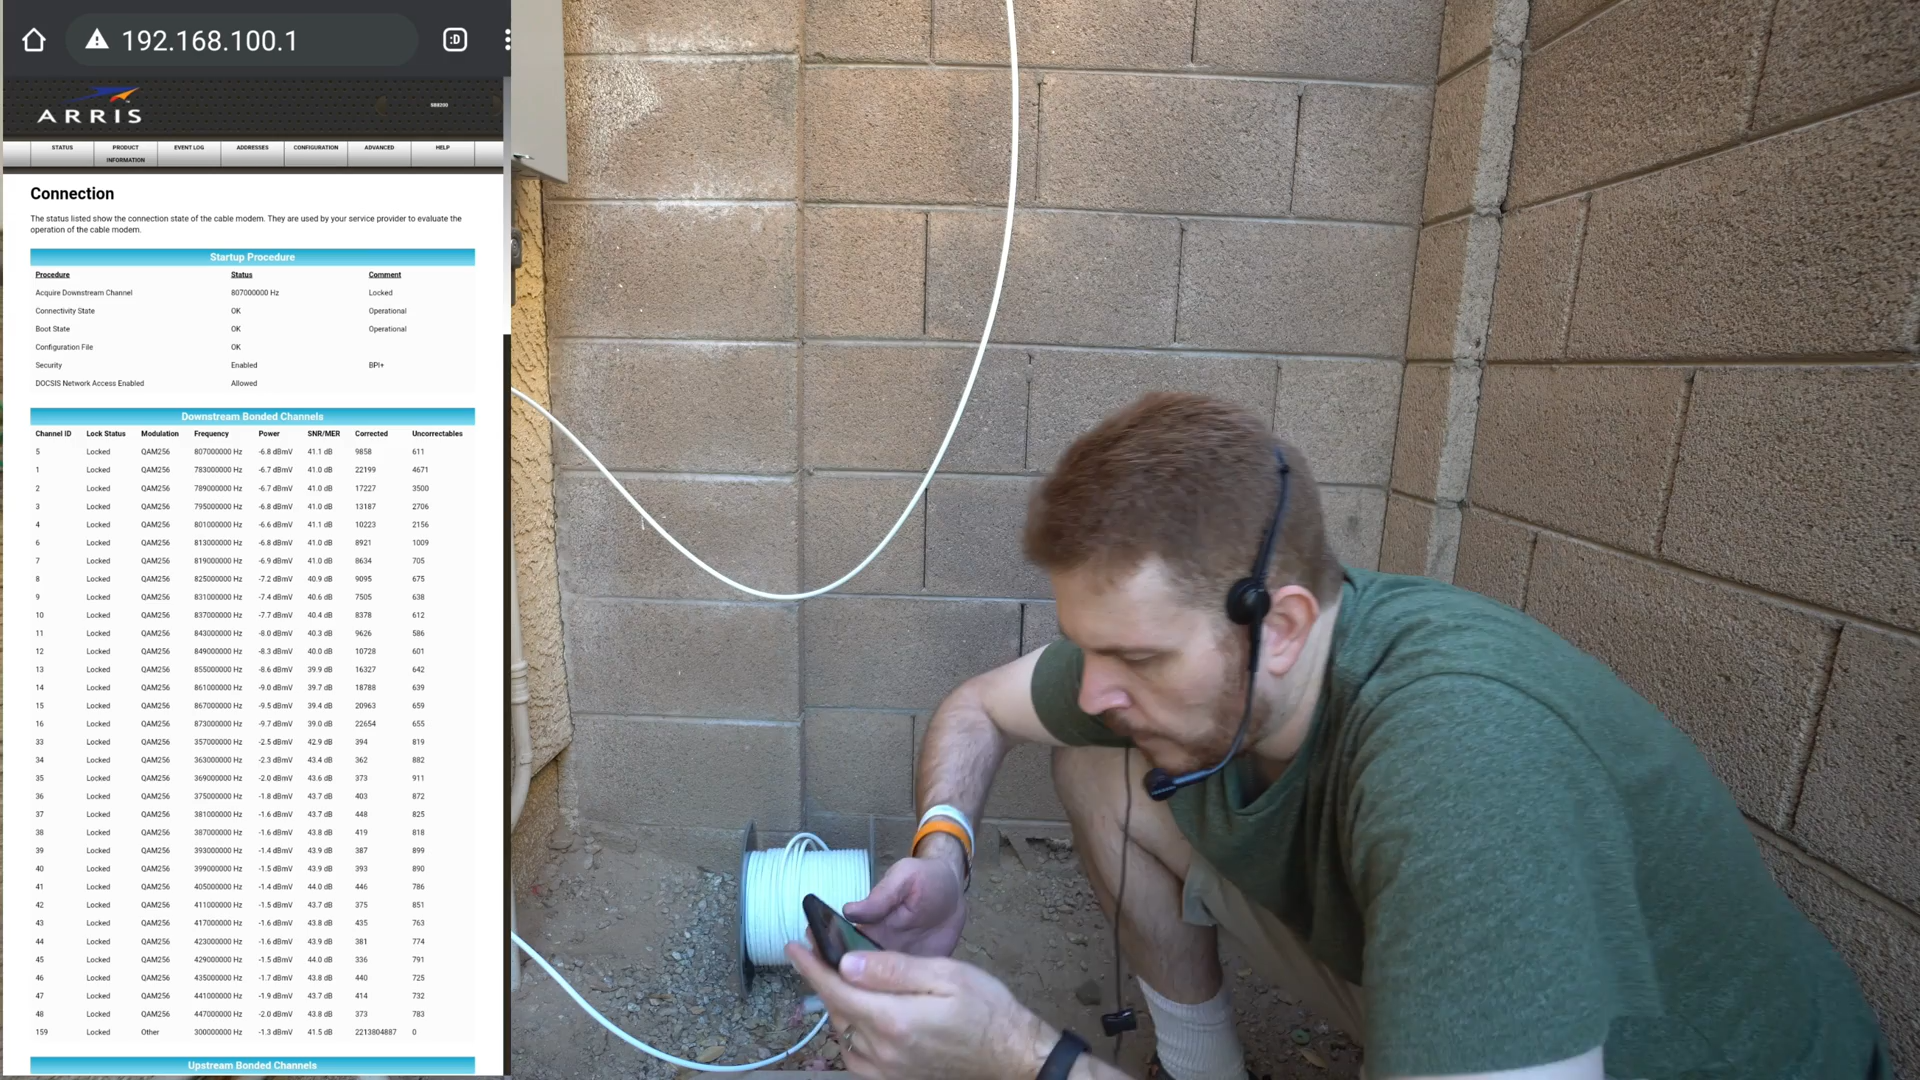 :D
192.168.100.1
ARRIS
SB8200
STATUS PRODUCT INFORMATION EVENT LOG ADDRESSES CONFIGURATION ADVANCED HELP
Connection
The status listed show the connection state of the cable modem. They are used by your service provider to evaluate the
operation of the cable modem.
Startup Procedure
Procedure Status Comment
Acquire Downstream Channel 807000000 Hz Locked
Connectivity State OK Operational
Boot State OK Operational
Configuration File OK
Security Enabled BPI+
DOCSIS Network Access Enabled Allowed
Downstream Bonded Channels
Channel ID Lock Status Modulation Frequency Power SNR/MER Corrected Uncorrectables
5 Locked QAM256 807000000 Hz -6.8 dBmV 41.1 dB 9858 611
1 Locked QAM256 783000000 Hz -6.7 dBmV 41.0 dB 22199 4671
2 Locked QAM256 789000000 Hz -6.7 dBmV 41.0 dB 17227 3500
3 Locked QAM256 795000000 Hz -6.8 dBmV 41.0 dB 13187 2706
4 Locked QAM256 801000000 Hz -6.6 dBmV 41.1 dB 10223 2156
6 Locked QAM256 813000000 Hz -6.8 dBmV 41.0 dB 8921 1009
7 Locked QAM256 819000000 Hz -6.9 dBmV 41.0 dB 8634 705
8 Locked QAM256 825000000 Hz -7.2 dBmV 40.9 dB 9095 675
9 Locked QAM256 831000000 Hz -7.4 dBmV 40.6 dB 7505 638
10 Locked QAM256 837000000 Hz -7.7 dBmV 40.4 dB 8378 612
11 Locked QAM256 843000000 Hz -8.0 dBmV 40.3 dB 9626 586
12 Locked QAM256 849000000 Hz -8.3 dBmV 40.0 dB 10728 601
13 Locked QAM256 855000000 Hz -8.6 dBmV 39.9 dB 16327 642
14 Locked QAM256 861000000 Hz -9.0 dBmV 39.7 dB 18788 639
15 Locked QAM256 867000000 Hz -9.5 dBmV 39.4 dB 20963 659
16 Locked QAM256 873000000 Hz -9.7 dBmV 39.0 dB 22654 655
33 Locked QAM256 357000000 Hz -2.5 dBmV 42.9 dB 394 819
34 Locked QAM256 363000000 Hz -2.3 dBmV 43.4 dB 362 882
35 Locked QAM256 369000000 Hz -2.0 dBmV 43.6 dB 373 911
36 Locked QAM256 375000000 Hz -1.8 dBmV 43.7 dB 403 872
37 Locked QAM256 381000000 Hz -1.6 dBmV 43.7 dB 448 825
38 Locked QAM256 387000000 Hz -1.6 dBmV 43.8 dB 419 818
39 Locked QAM256 393000000 Hz -1.4 dBmV 43.9 dB 387 899
40 Locked QAM256 399000000 Hz -1.5 dBmV 43.9 dB 393 890
41 Locked QAM256 405000000 Hz -1.4 dBmV 44.0 dB 446 786
42 Locked QAM256 411000000 Hz -1.5 dBmV 43.7 dB 375 851
43 Locked QAM256 417000000 Hz -1.6 dBmV 43.8 dB 435 763
44 Locked QAM256 423000000 Hz -1.6 dBmV 43.9 dB 381 774
45 Locked QAM256 429000000 Hz -1.5 dBmV 44.0 dB 336 791
46 Locked QAM256 435000000 Hz -1.7 dBmV 43.8 dB 440 725
47 Locked QAM256 441000000 Hz -1.9 dBmV 43.7 dB 414 732
48 Locked QAM256 447000000 Hz -2.0 dBmV 43.8 dB 373 783
159 Locked Other 300000000 Hz -1.3 dBmV 41.5 dB 2213804887 0
Upstream Bonded Channels